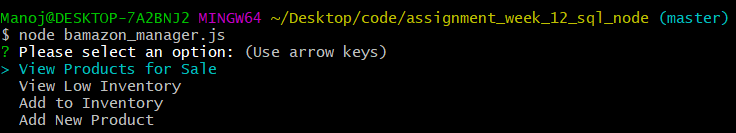 Manoj@DESKTOP-7A2BNJ2 MINGW64 ~/Desktop/code/assignment_week_12_sql_node (master)
$ node bamazon_manager.js
? Please select an option: (Use arrow keys)
> View Products for Sale
  View Low Inventory
  Add to Inventory
  Add New Product